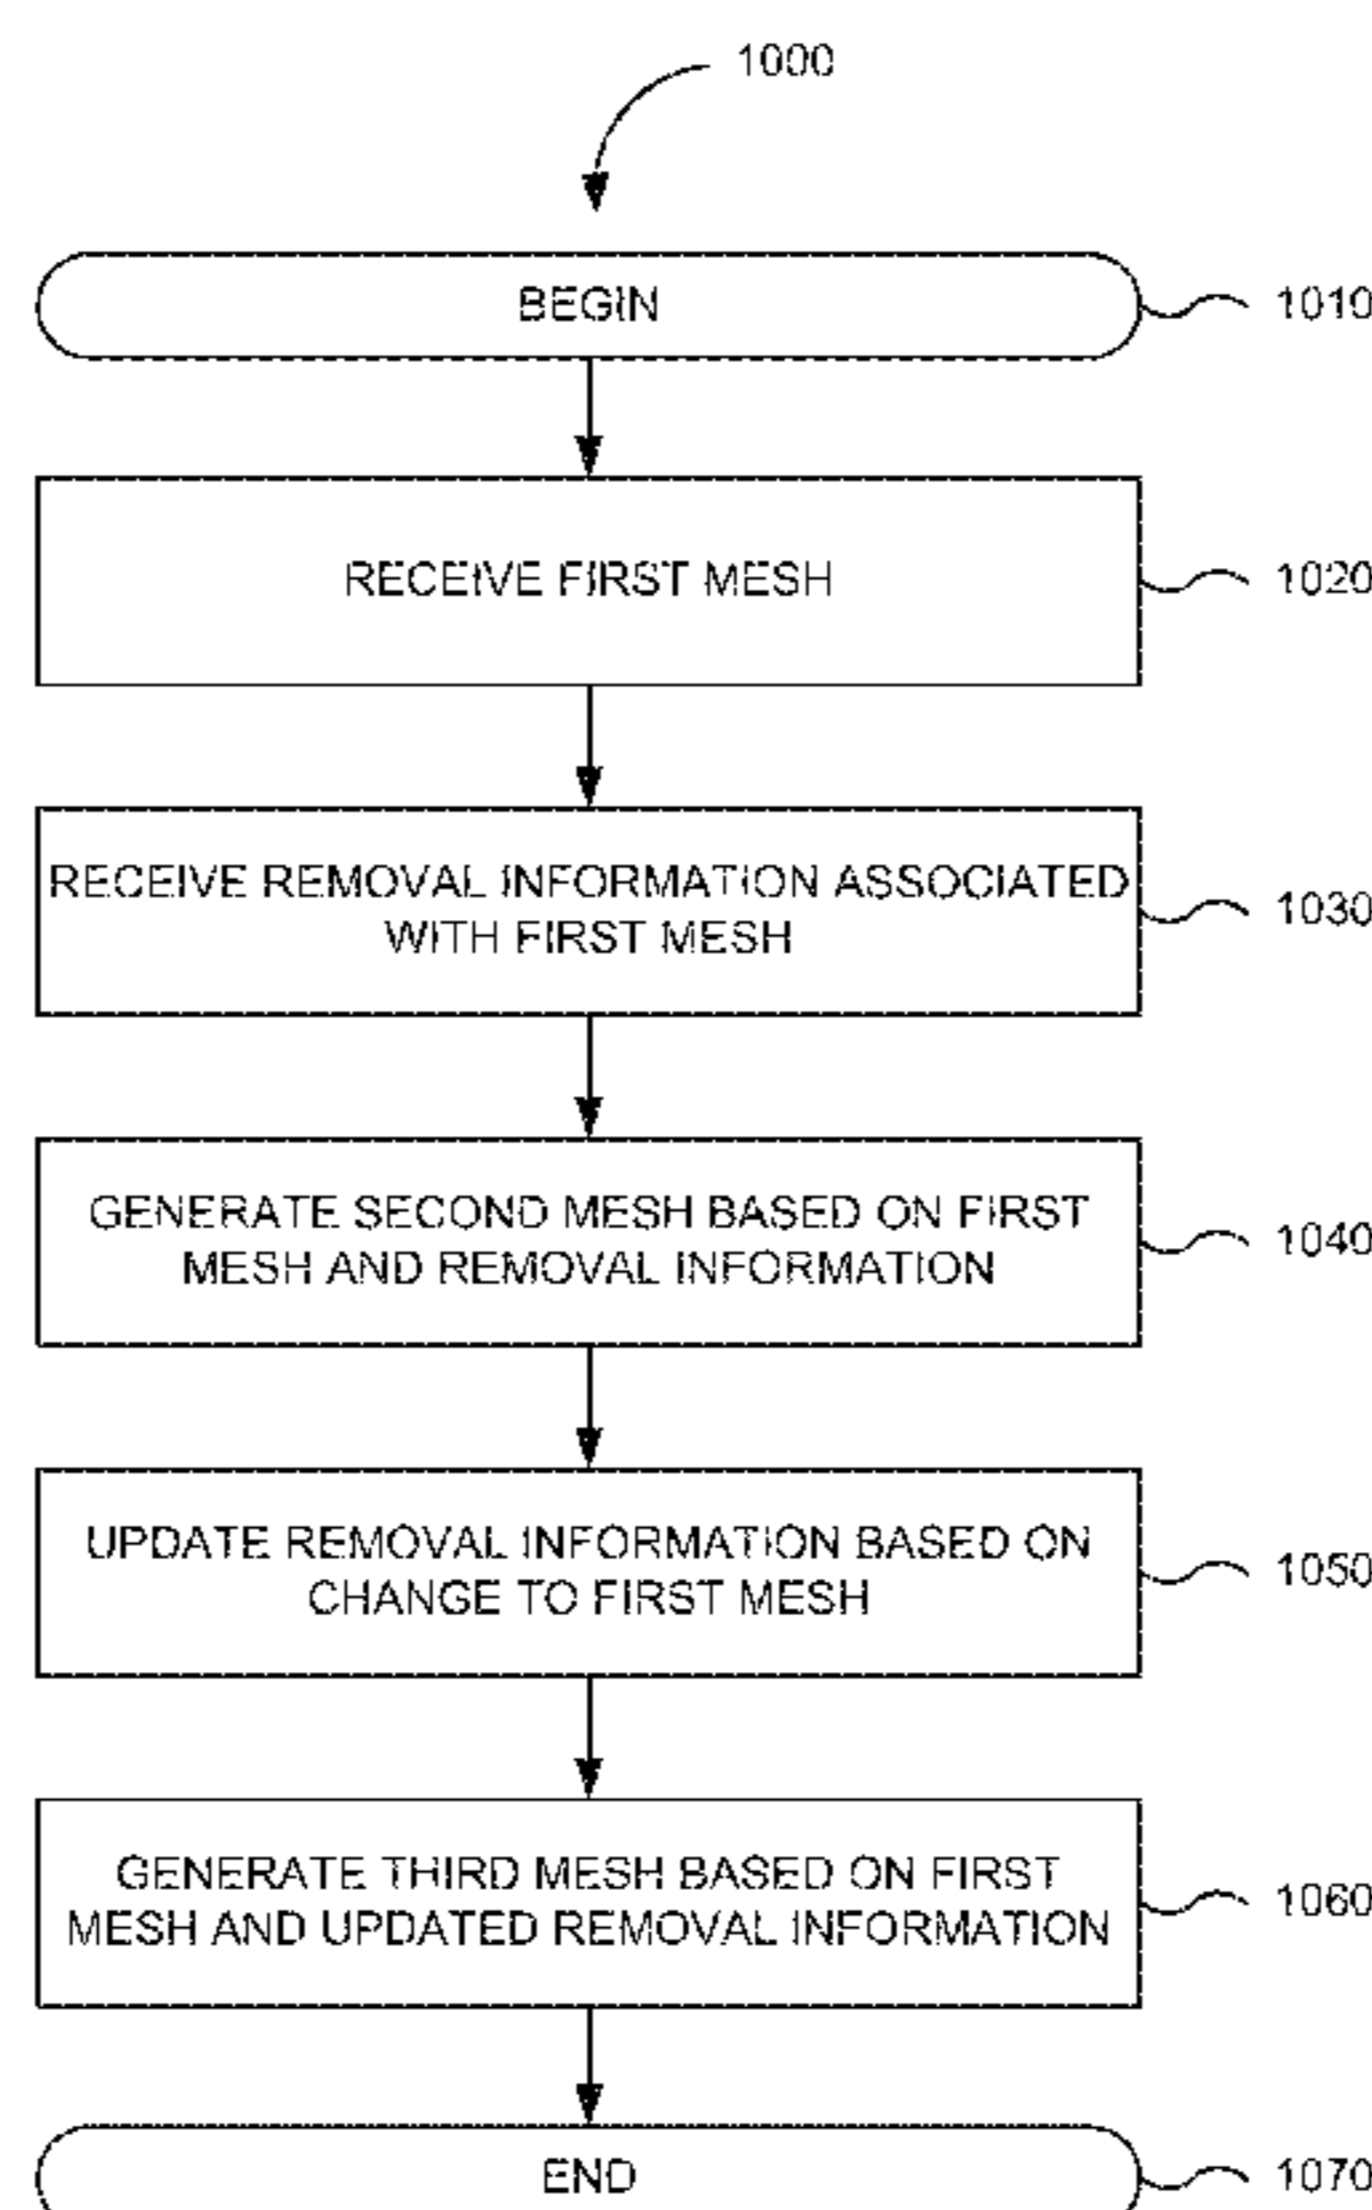 1000
BEGIN
1010
RECEIVE FIRST MESH
1020
RECEIVE REMOVAL INFORMATION ASSOCIATED
WITH FIRST MESH
1030
GENERATE SECOND MESH BASED ON FIRST
MESH AND REMOVAL INFORMATION
1040
UPDATE REMOVAL INFORMATION BASED ON
CHANGE TO FIRST MESH
1050
GENERATE THIRD MESH BASED ON FIRST
MESH AND UPDATED REMOVAL INFORMATION
1060
END
1070